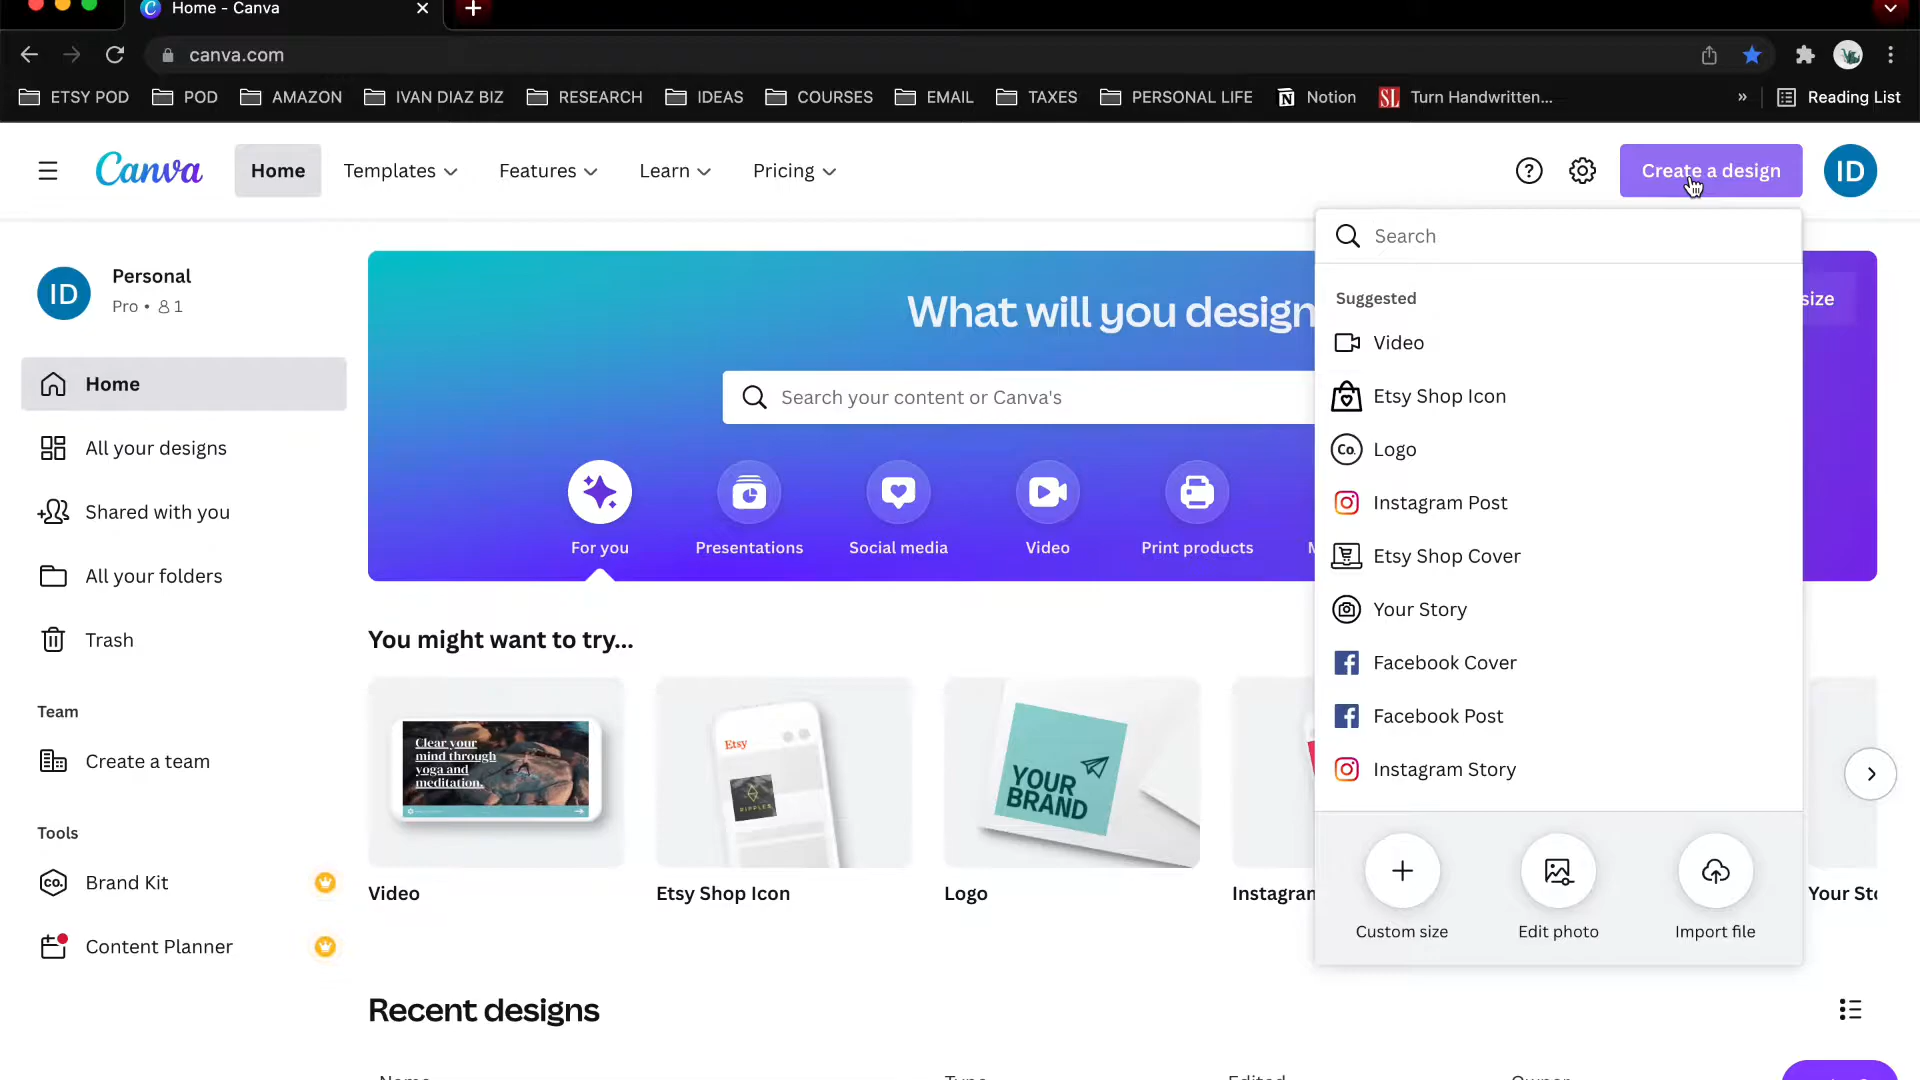 Home - Canva
canva.com
ETSY POD
POD
AMAZON
IVAN DIAZ BIZ
RESEARCH
IDEAS
COURSES
EMAIL
TAXES
PERSONAL LIFE
Notion
SL
Turn Handwritten...
»
Reading List
Canva
Home
Templates
Features
Learn
Pricing
Create a design
ID
Search
ID
Personal
Pro • 1
What will you design
size
Suggested
Video
Etsy Shop Icon
Co. Logo
Instagram Post
Etsy Shop Cover
Your Story
Facebook Cover
Facebook Post
Instagram Story
Custom size
Edit photo
Import file
Search your content or Canva's
For you
Presentations
Social media
Video
Print products
Home
All your designs
Shared with you
All your folders
Trash
Team
Create a team
Tools
CO. Brand Kit
Content Planner
You might want to try...
Clear your
mind through
yoga and
meditation.
Etsy
RIPPLES
YOUR
BRAND
Video
Etsy Shop Icon
Logo
Instagram
Your Sto
Recent designs